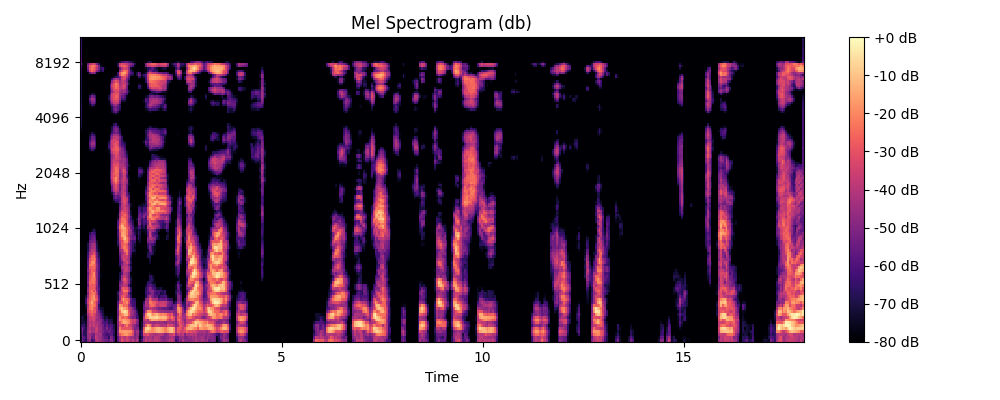 Mel Spectrogram (db)
Hz
8192
4096
2048
1024
512
0
0 5 10 15
Time
+0 dB
-10 dB
-20 dB
-30 dB
-40 dB
-50 dB
-60 dB
-70 dB
-80 dB